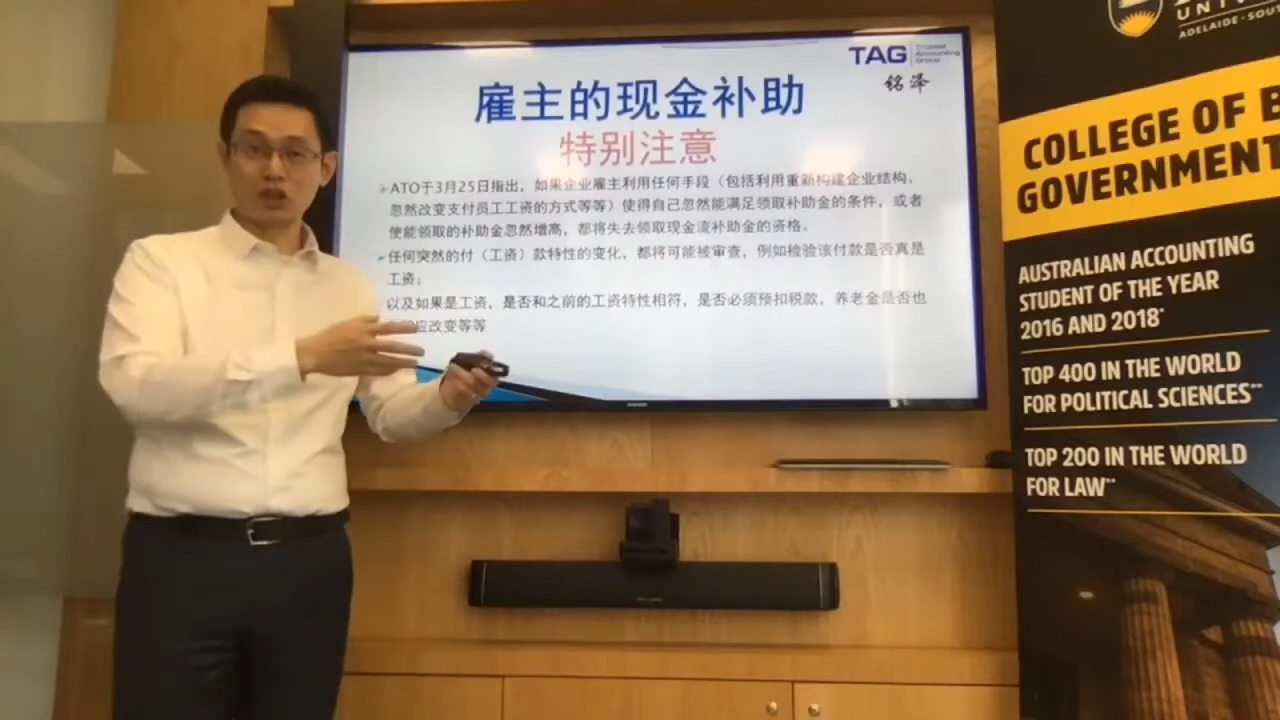 TAG
Trusted
Accounting
Group
铭泽
雇主的现金补助
特别注意
➢ATO于3月25日指出，如果企业雇主利用任何手段（包括利用重新构建企业结构、
忽然改变支付员工工资的方式等等）使得自己忽然能满足领取补助金的条件，或者
使能领取的补助金忽然增高，都将失去领取现金流补助金的资格。
➢任何突然的付（工资）款特性的变化，都将可能被审查，例如检验该付款是否真是
工资；
以及如果是工资，是否和之前的工资特性相符，是否必须预扣税款，养老金是否也
应改变等等
ADELAIDE · SOUT
COLLEGE OF B
GOVERNMENT
AUSTRALIAN ACCOUNTING
STUDENT OF THE YEAR
2016 AND 2018*
TOP 400 IN THE WORLD
FOR POLITICAL SCIENCES**
TOP 200 IN THE WORLD
FOR LAW**